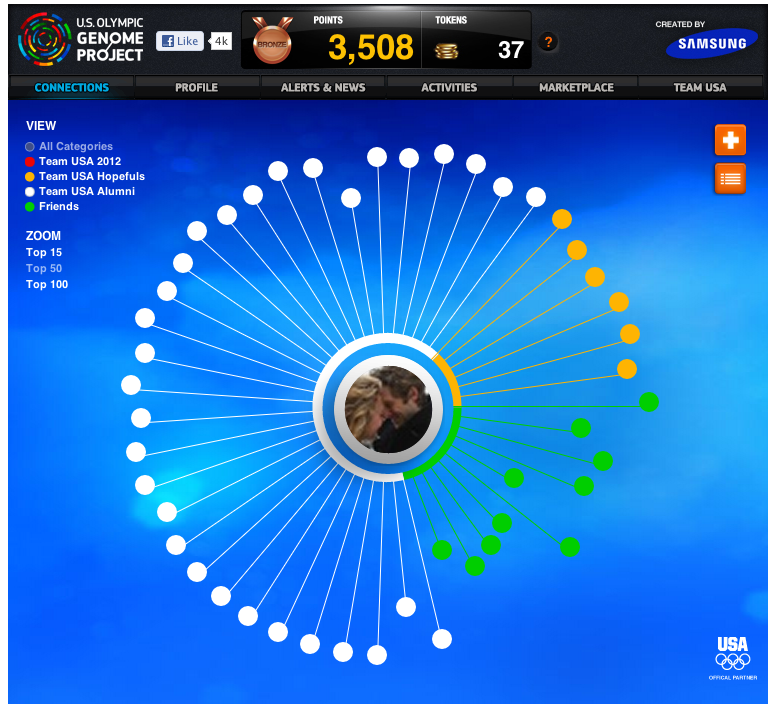 U.S. OLYMPIC
GENOME
PROJECT
Like
4k
BRONZE
POINTS
3,508
TOKENS
37
?
CREATED BY
SAMSUNG
CONNECTIONS
PROFILE
ALERTS & NEWS
ACTIVITIES
MARKETPLACE
TEAM USA
VIEW
All Categories
Team USA 2012
Team USA Hopefuls
Team USA Alumni
Friends
ZOOM
Top 15
Top 50
Top 100
USA
OFFICAL PARTNER